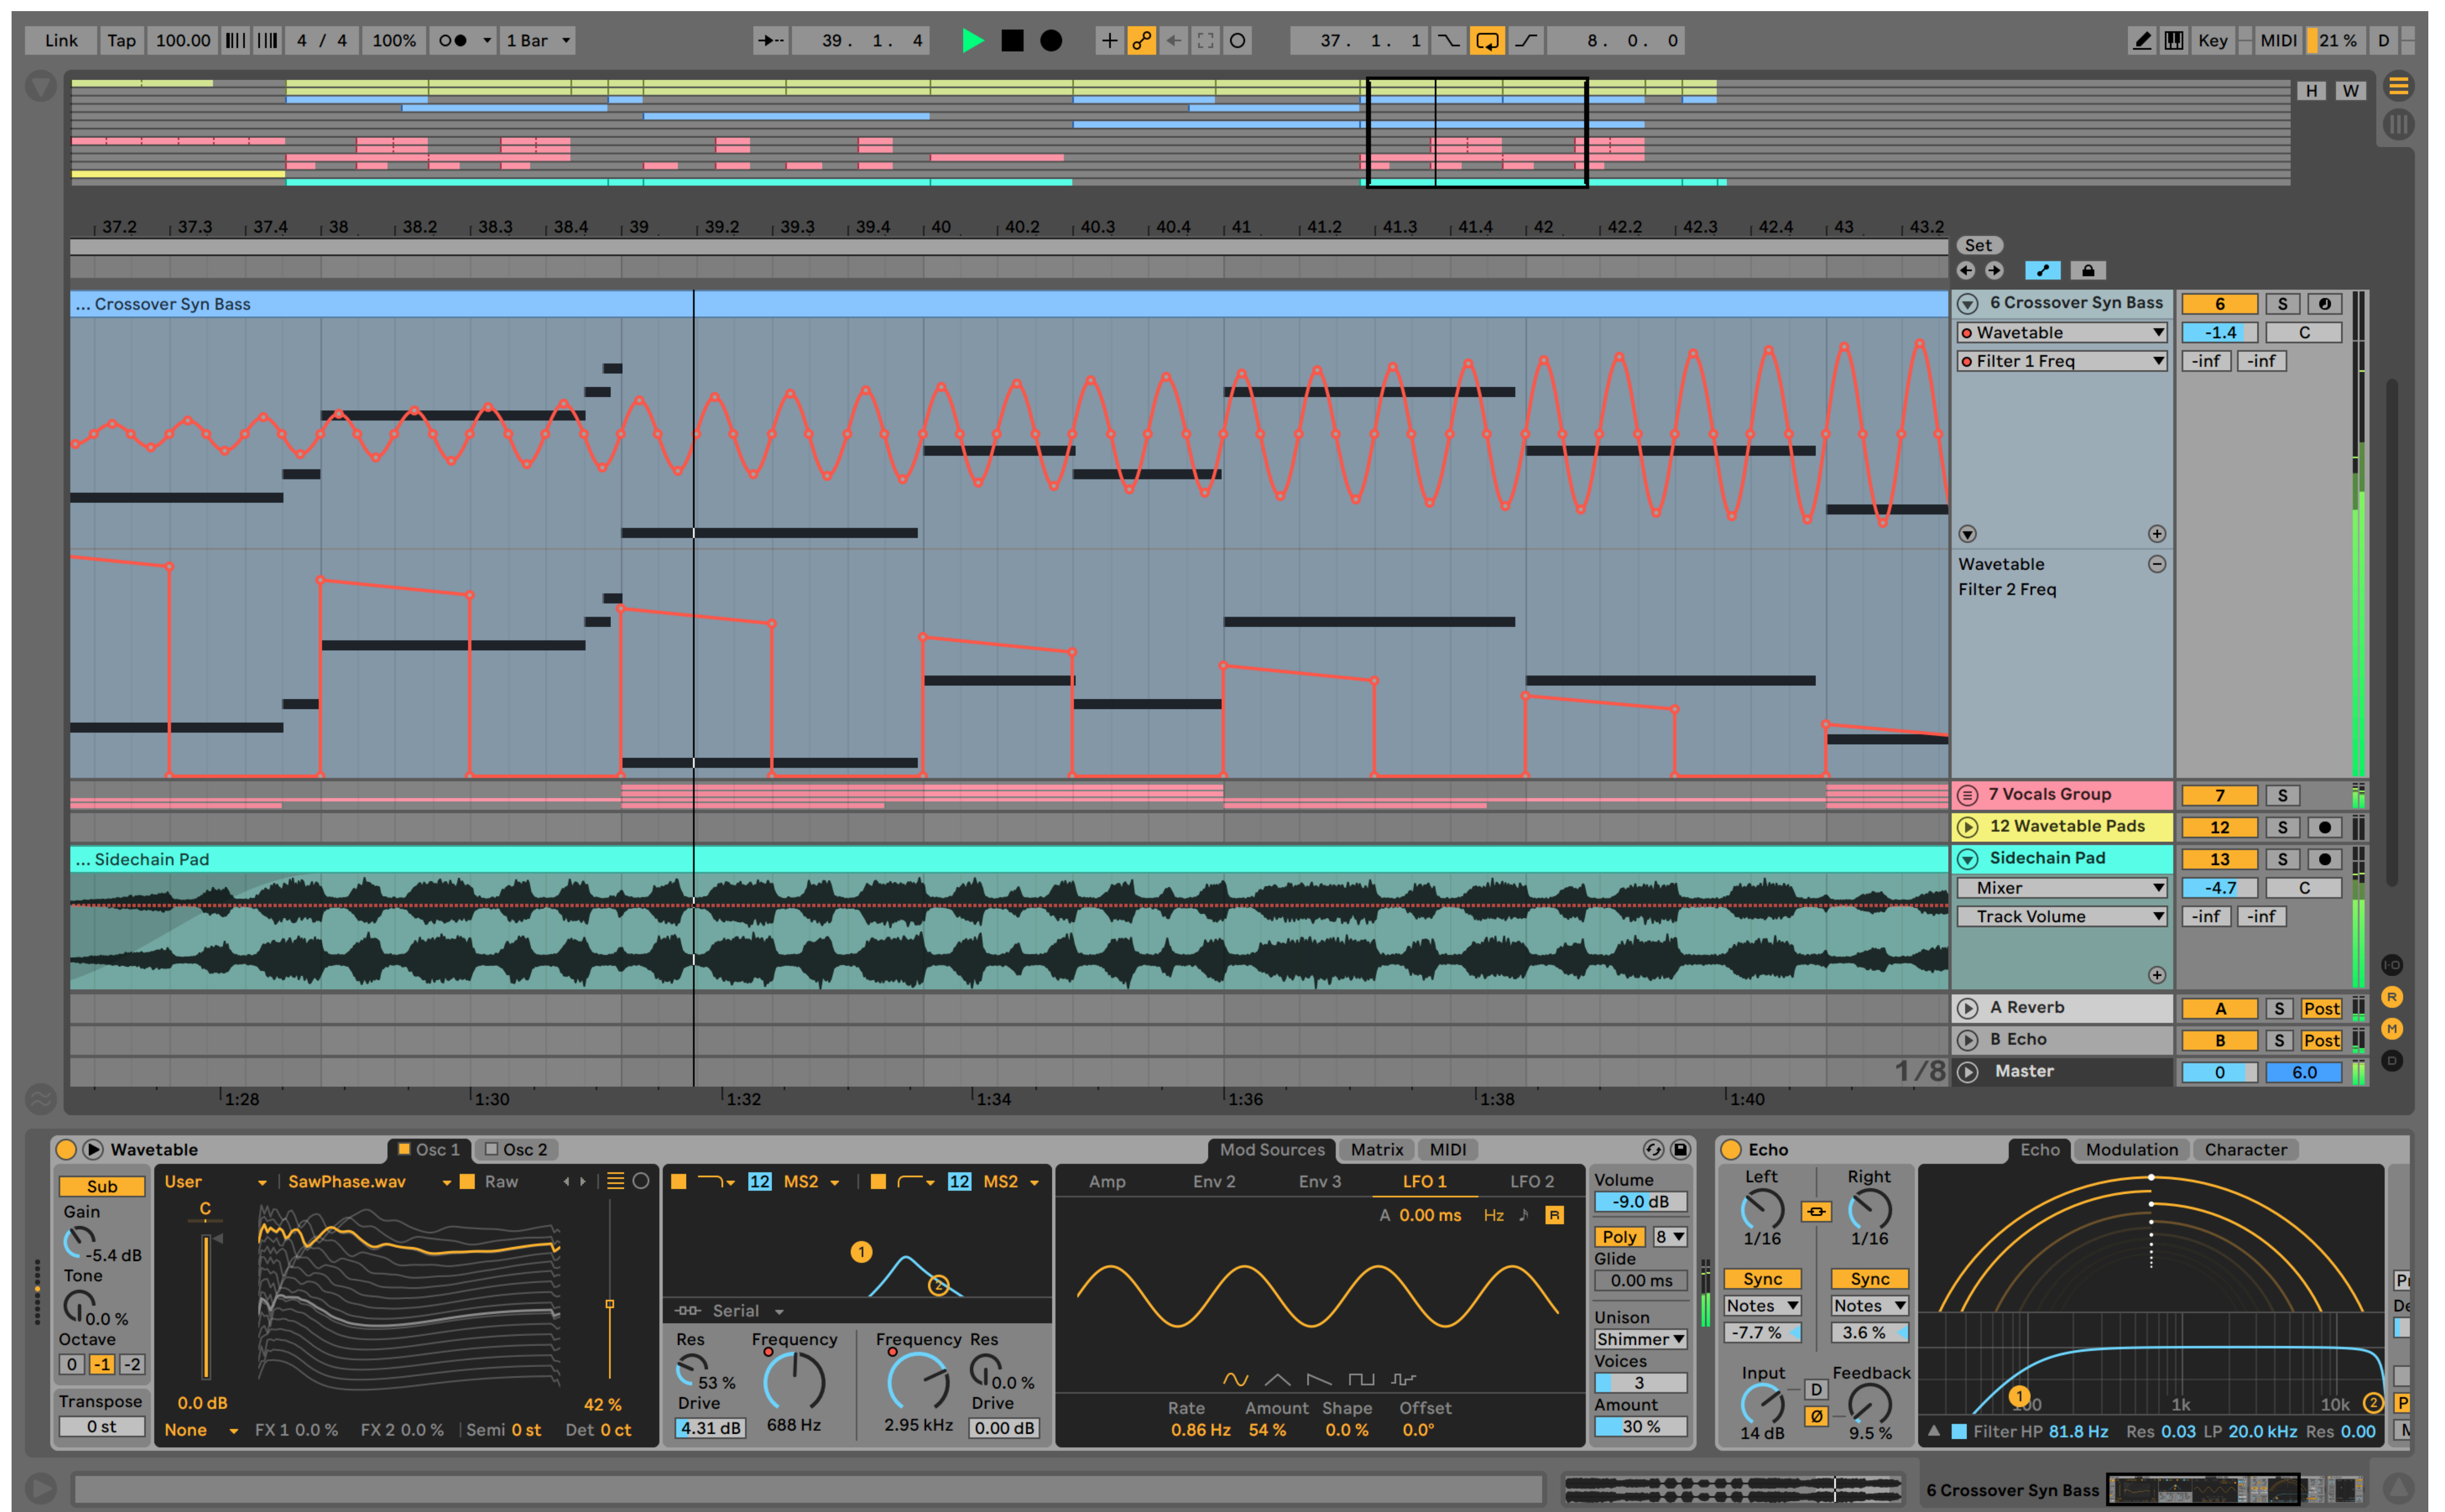 Link Tap 100.00 4 / 4 100% 1 Bar 39. 1. 4 37. 1. 1 8. 0. 0 Key MIDI 21 % D
H W
37.2 37.3 37.4 38 38.2 38.3 38.4 39 39.2 39.3 39.4 40 40.2 40.3 40.4 41 41.2 41.3 41.4 42 42.2 42.3 42.4 43 43.2
Set
... Crossover Syn Bass 6 Crossover Syn Bass 6 S
Wavetable -1.4 C
Filter 1 Freq -inf -inf
Wavetable
Filter 2 Freq
7 Vocals Group 7 S
12 Wavetable Pads 12 S
... Sidechain Pad Sidechain Pad 13 S
Mixer -4.7 C
Track Volume -inf -inf
I·O
A Reverb A S Post R
B Echo B S Post M
1/8 Master 0 6.0 D
1:28 1:30 1:32 1:34 1:36 1:38 1:40
Wavetable Osc 1 Osc 2 Mod Sources Matrix MIDI Echo Echo Modulation Character
Sub User SawPhase.wav Raw 12 MS2 12 MS2 Amp Env 2 Env 3 LFO 1 LFO 2 Volume Left Right
C -9.0 dB
Gain A 0.00 ms Hz R
-5.4 dB Poly 8 1/16 1/16
Tone 1 Glide
0.0 % 2 0.00 ms Sync Sync
Serial Notes Notes
Octave Res Frequency Frequency Res Unison
0 -1 -2 Shimmer -7.7 % 3.6 %
53 % 0.0 % Voices
Transpose 0.0 dB 42 % Drive Drive 3 Input Feedback
0 st 4.31 dB 688 Hz 2.95 kHz 0.00 dB Rate Amount Shape Offset Amount D 1 100 1k 10k 2
None FX 1 0.0 % FX 2 0.0 % Semi 0 st Det 0 ct 0.86 Hz 54 % 0.0 % 0.0° 30 % 14 dB Ø 9.5 % Filter HP 81.8 Hz Res 0.03 LP 20.0 kHz Res 0.00
6 Crossover Syn Bass